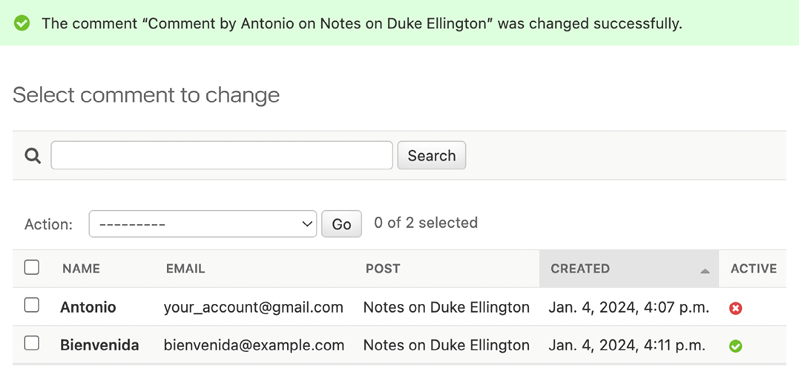 The comment “Comment by Antonio on Notes on Duke Ellington” was changed successfully.
Select comment to change
Search
Action: --------- Go 0 of 2 selected
NAME EMAIL POST CREATED ACTIVE
Antonio your_account@gmail.com Notes on Duke Ellington Jan. 4, 2024, 4:07 p.m.
Bienvenida bienvenida@example.com Notes on Duke Ellington Jan. 4, 2024, 4:11 p.m.